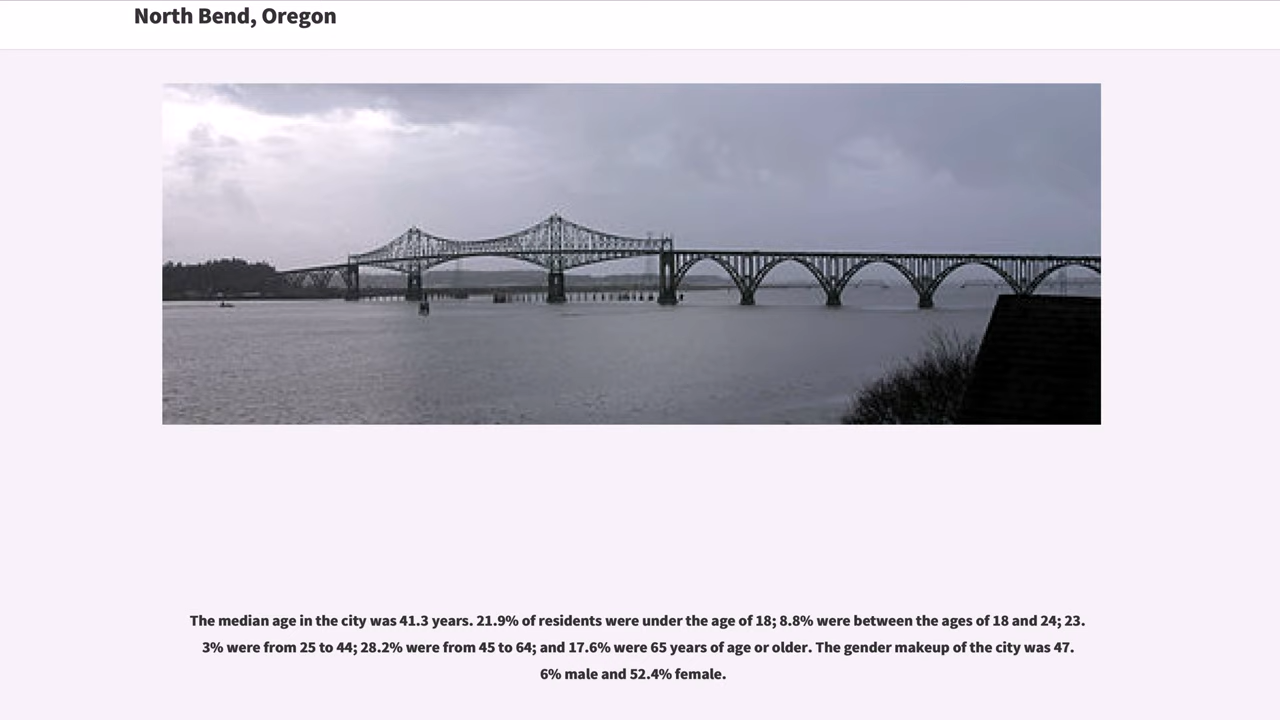 North Bend, Oregon
The median age in the city was 41.3 years. 21.9% of residents were under the age of 18; 8.8% were between the ages of 18 and 24; 23.
3% were from 25 to 44; 28.2% were from 45 to 64; and 17.6% were 65 years of age or older. The gender makeup of the city was 47.
6% male and 52.4% female.